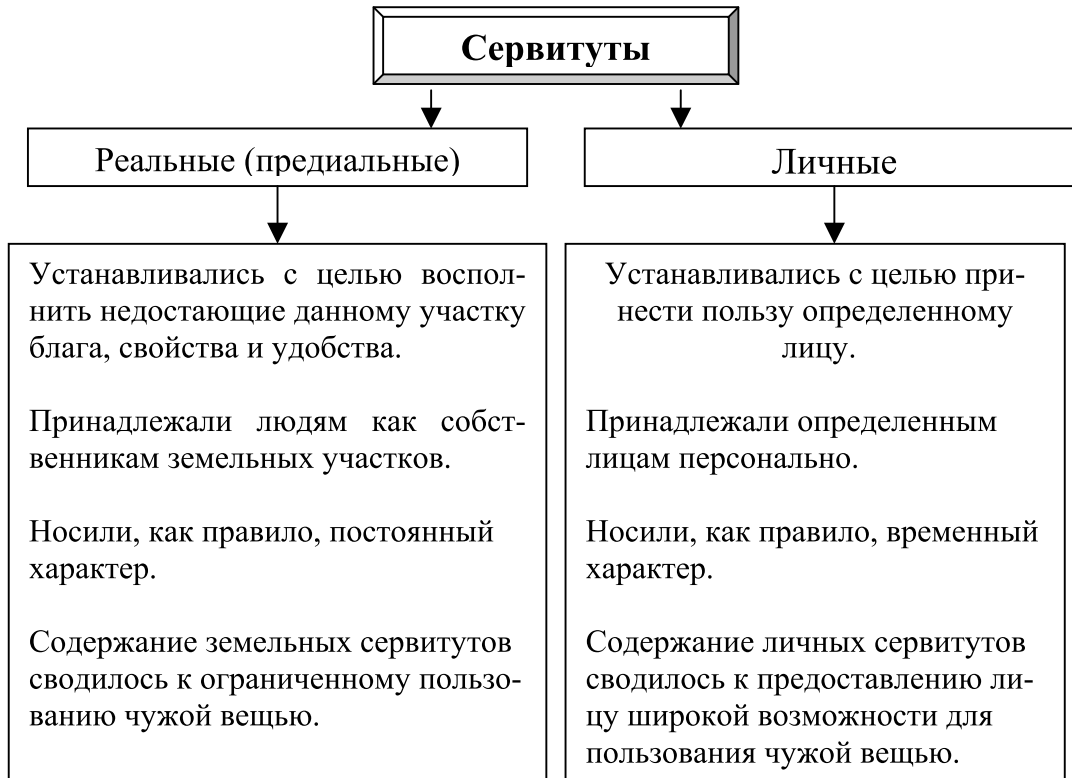 Сервитуты
Реальные (предиальные)
Личные
Устанавливались с целью воспол-
нить недостающие данному участку
блага, свойства и удобства.
Принадлежали людям как собст-
венникам земельных участков.
Носили, как правило, постоянный
характер.
Содержание земельных сервитутов
сводилось к ограниченному пользо-
ванию чужой вещью.
Устанавливались с целью при-
нести пользу определенному
лицу.
Принадлежали определенным
лицам персонально.
Носили, как правило, временный
характер.
Содержание личных сервитутов
сводилось к предоставлению ли-
цу широкой возможности для
пользования чужой вещью.